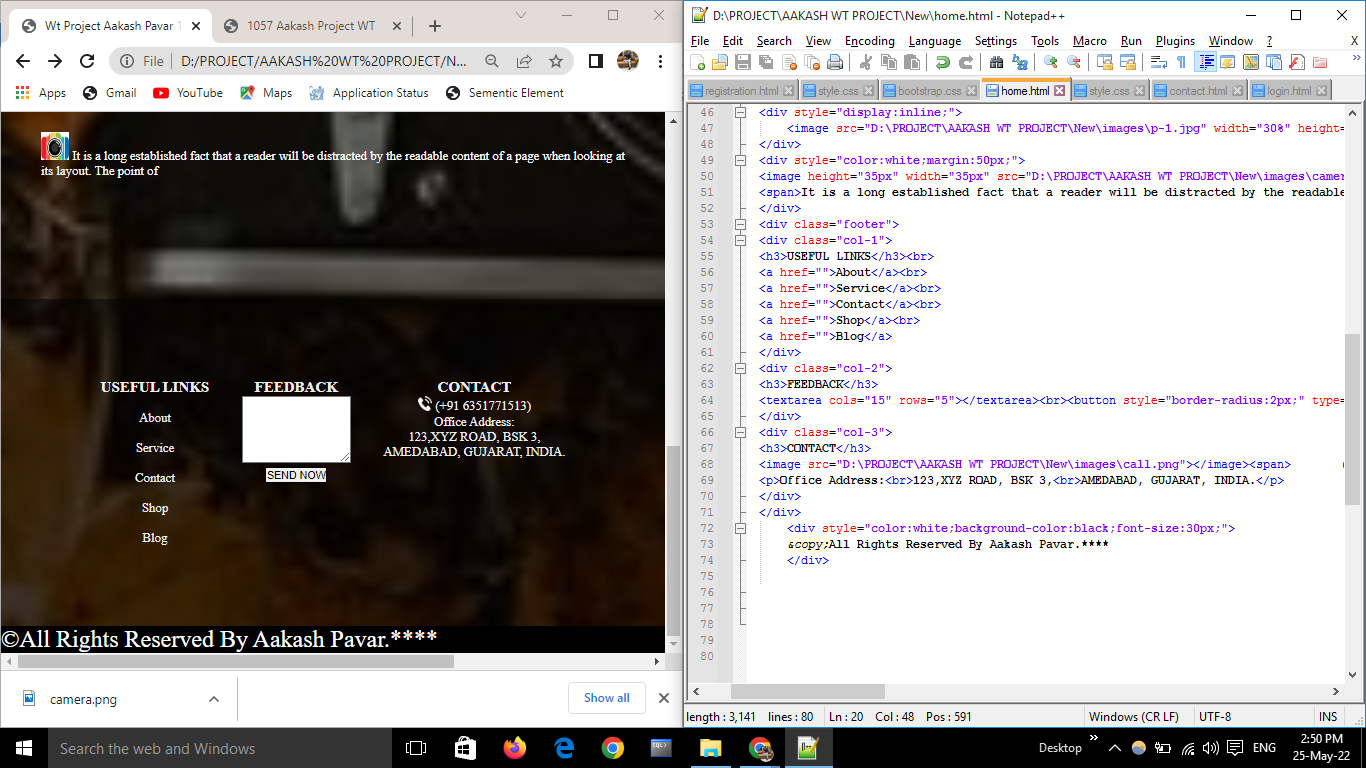 Wt Project Aakash Pavar 1
1057 Aakash Project WT
File
D:/PROJECT/AAKASH%20WT%20PROJECT/N...
Apps
Gmail
YouTube
Maps
Application Status
Sementic Element
It is a long established fact that a reader will be distracted by the readable content of a page when looking at
its layout. The point of
USEFUL LINKS
About
Service
Contact
Shop
Blog
FEEDBACK
SEND NOW
CONTACT
(+91 6351771513)
Office Address:
123,XYZ ROAD, BSK 3,
AMEDABAD, GUJARAT, INDIA.
©All Rights Reserved By Aakash Pavar.****
camera.png
Show all
D:\PROJECT\AAKASH WT PROJECT\New\home.html - Notepad++
File Edit Search View Encoding Language Settings Tools Macro Run Plugins Window ? X
registration.html style.css bootstrap.css home.html style.css contact.html login.html
46 <div style="display:inline;">
47 <image src="D:\PROJECT\AAKASH WT PROJECT\New\images\p-1.jpg" width="30%" height=
48 </div>
49 <div style="color:white;margin:50px;">
50 <image height="35px" width="35px" src="D:\PROJECT\AAKASH WT PROJECT\New\images\camer
51 <span>It is a long established fact that a reader will be distracted by the readable
52 </div>
53 <div class="footer">
54 <div class="col-1">
55 <h3>USEFUL LINKS</h3><br>
56 <a href="">About</a><br>
57 <a href="">Service</a><br>
58 <a href="">Contact</a><br>
59 <a href="">Shop</a><br>
60 <a href="">Blog</a>
61 </div>
62 <div class="col-2">
63 <h3>FEEDBACK</h3>
64 <textarea cols="15" rows="5"></textarea><br><button style="border-radius:2px;" type=
65 </div>
66 <div class="col-3">
67 <h3>CONTACT</h3>
68 <image src="D:\PROJECT\AAKASH WT PROJECT\New\images\call.png"></image><span> (
69 <p>Office Address:<br>123,XYZ ROAD, BSK 3,<br>AMEDABAD, GUJARAT, INDIA.</p>
70 </div>
71 </div>
72 <div style="color:white;background-color:black;font-size:30px;">
73 &copy;All Rights Reserved By Aakash Pavar.****
74 </div>
75
76
77
78
79
80
length : 3,141 lines : 80 Ln : 20 Col : 48 Pos : 591 Windows (CR LF) UTF-8 INS
Search the web and Windows
SQL>
Desktop
ENG
2:50 PM
25-May-22